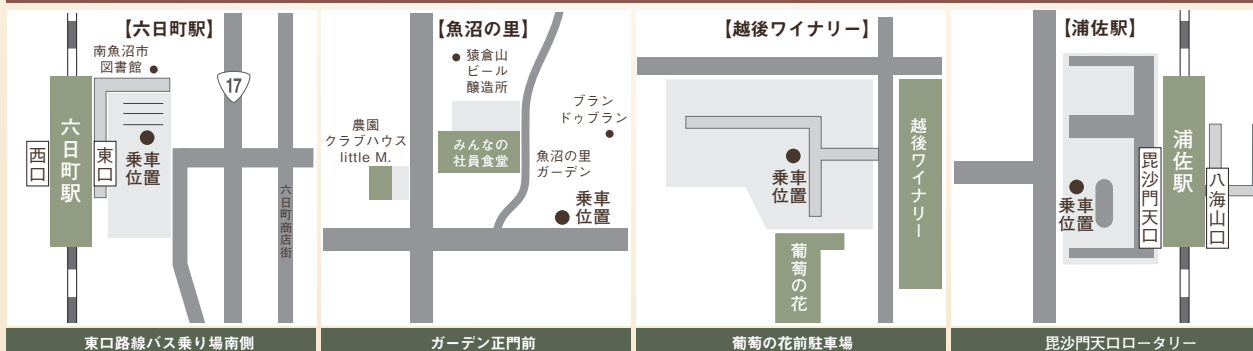 【六日町駅】
南魚沼市
図書館
17
六日町駅
西口
東口
乗車
位置
六日町商店街
東口路線バス乗り場南側
【魚沼の里】
猿倉山
ビール
醸造所
ブラン
ドゥブラン
農園
クラブハウス
little M.
みんなの
社員食堂
魚沼の里
ガーデン
乗車
位置
ガーデン正門前
【越後ワイナリー】
越後ワイナリー
乗車
位置
葡萄の花
葡萄の花前駐車場
【浦佐駅】
浦佐駅
毘沙門天口
八海山口
乗車
位置
毘沙門天口ロータリー